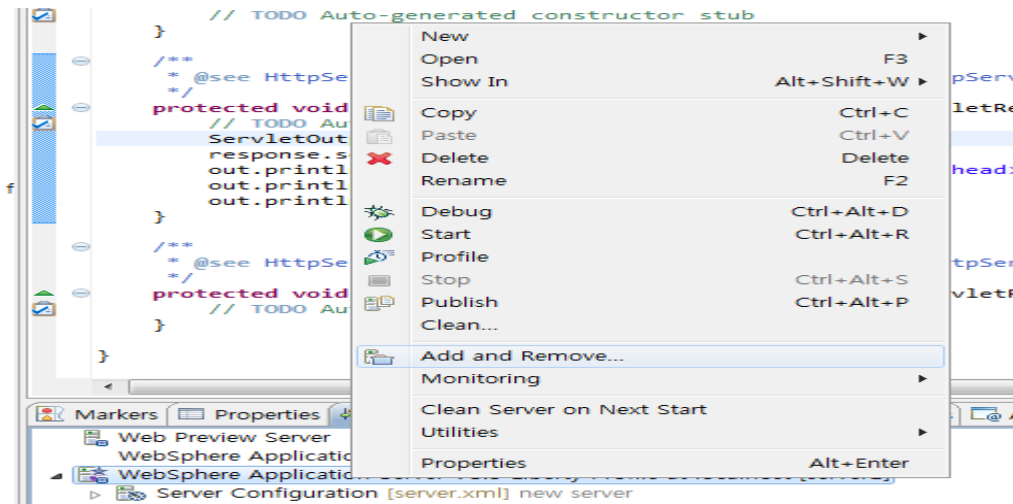 // TODO Auto-generated constructor stub
}
/**
* @see HttpSe
*/
protected void
// TODO Au
ServletOut
response.s
out.printl
out.printl
out.printl
}
/**
* @see HttpSe
*/
protected void
// TODO Au
}
}
f
New
Open F3
Show In Alt+Shift+W
Copy Ctrl+C
Paste Ctrl+V
Delete Delete
Rename F2
Debug Ctrl+Alt+D
Start Ctrl+Alt+R
Profile
Stop Ctrl+Alt+S
Publish Ctrl+Alt+P
Clean...
Add and Remove...
Monitoring
Clean Server on Next Start
Utilities
Properties Alt+Enter
pServ
letRe
head>
tpSer
vletR
Markers Properties
Web Preview Server
WebSphere Applicatic
WebSphere Application Server
Server Configuration [server.xml] new server